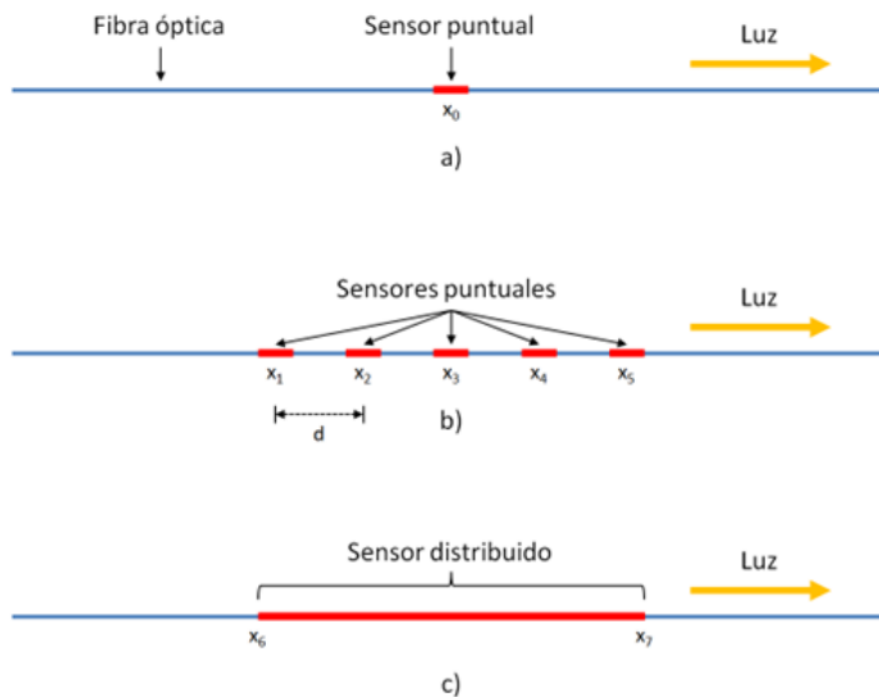 Fibra óptica Sensor puntual Luz
x₀
a)
Sensores puntuales Luz
x₁ x₂ x₃ x₄ x₅
d b)
Sensor distribuido Luz
x₆ x₇
c)